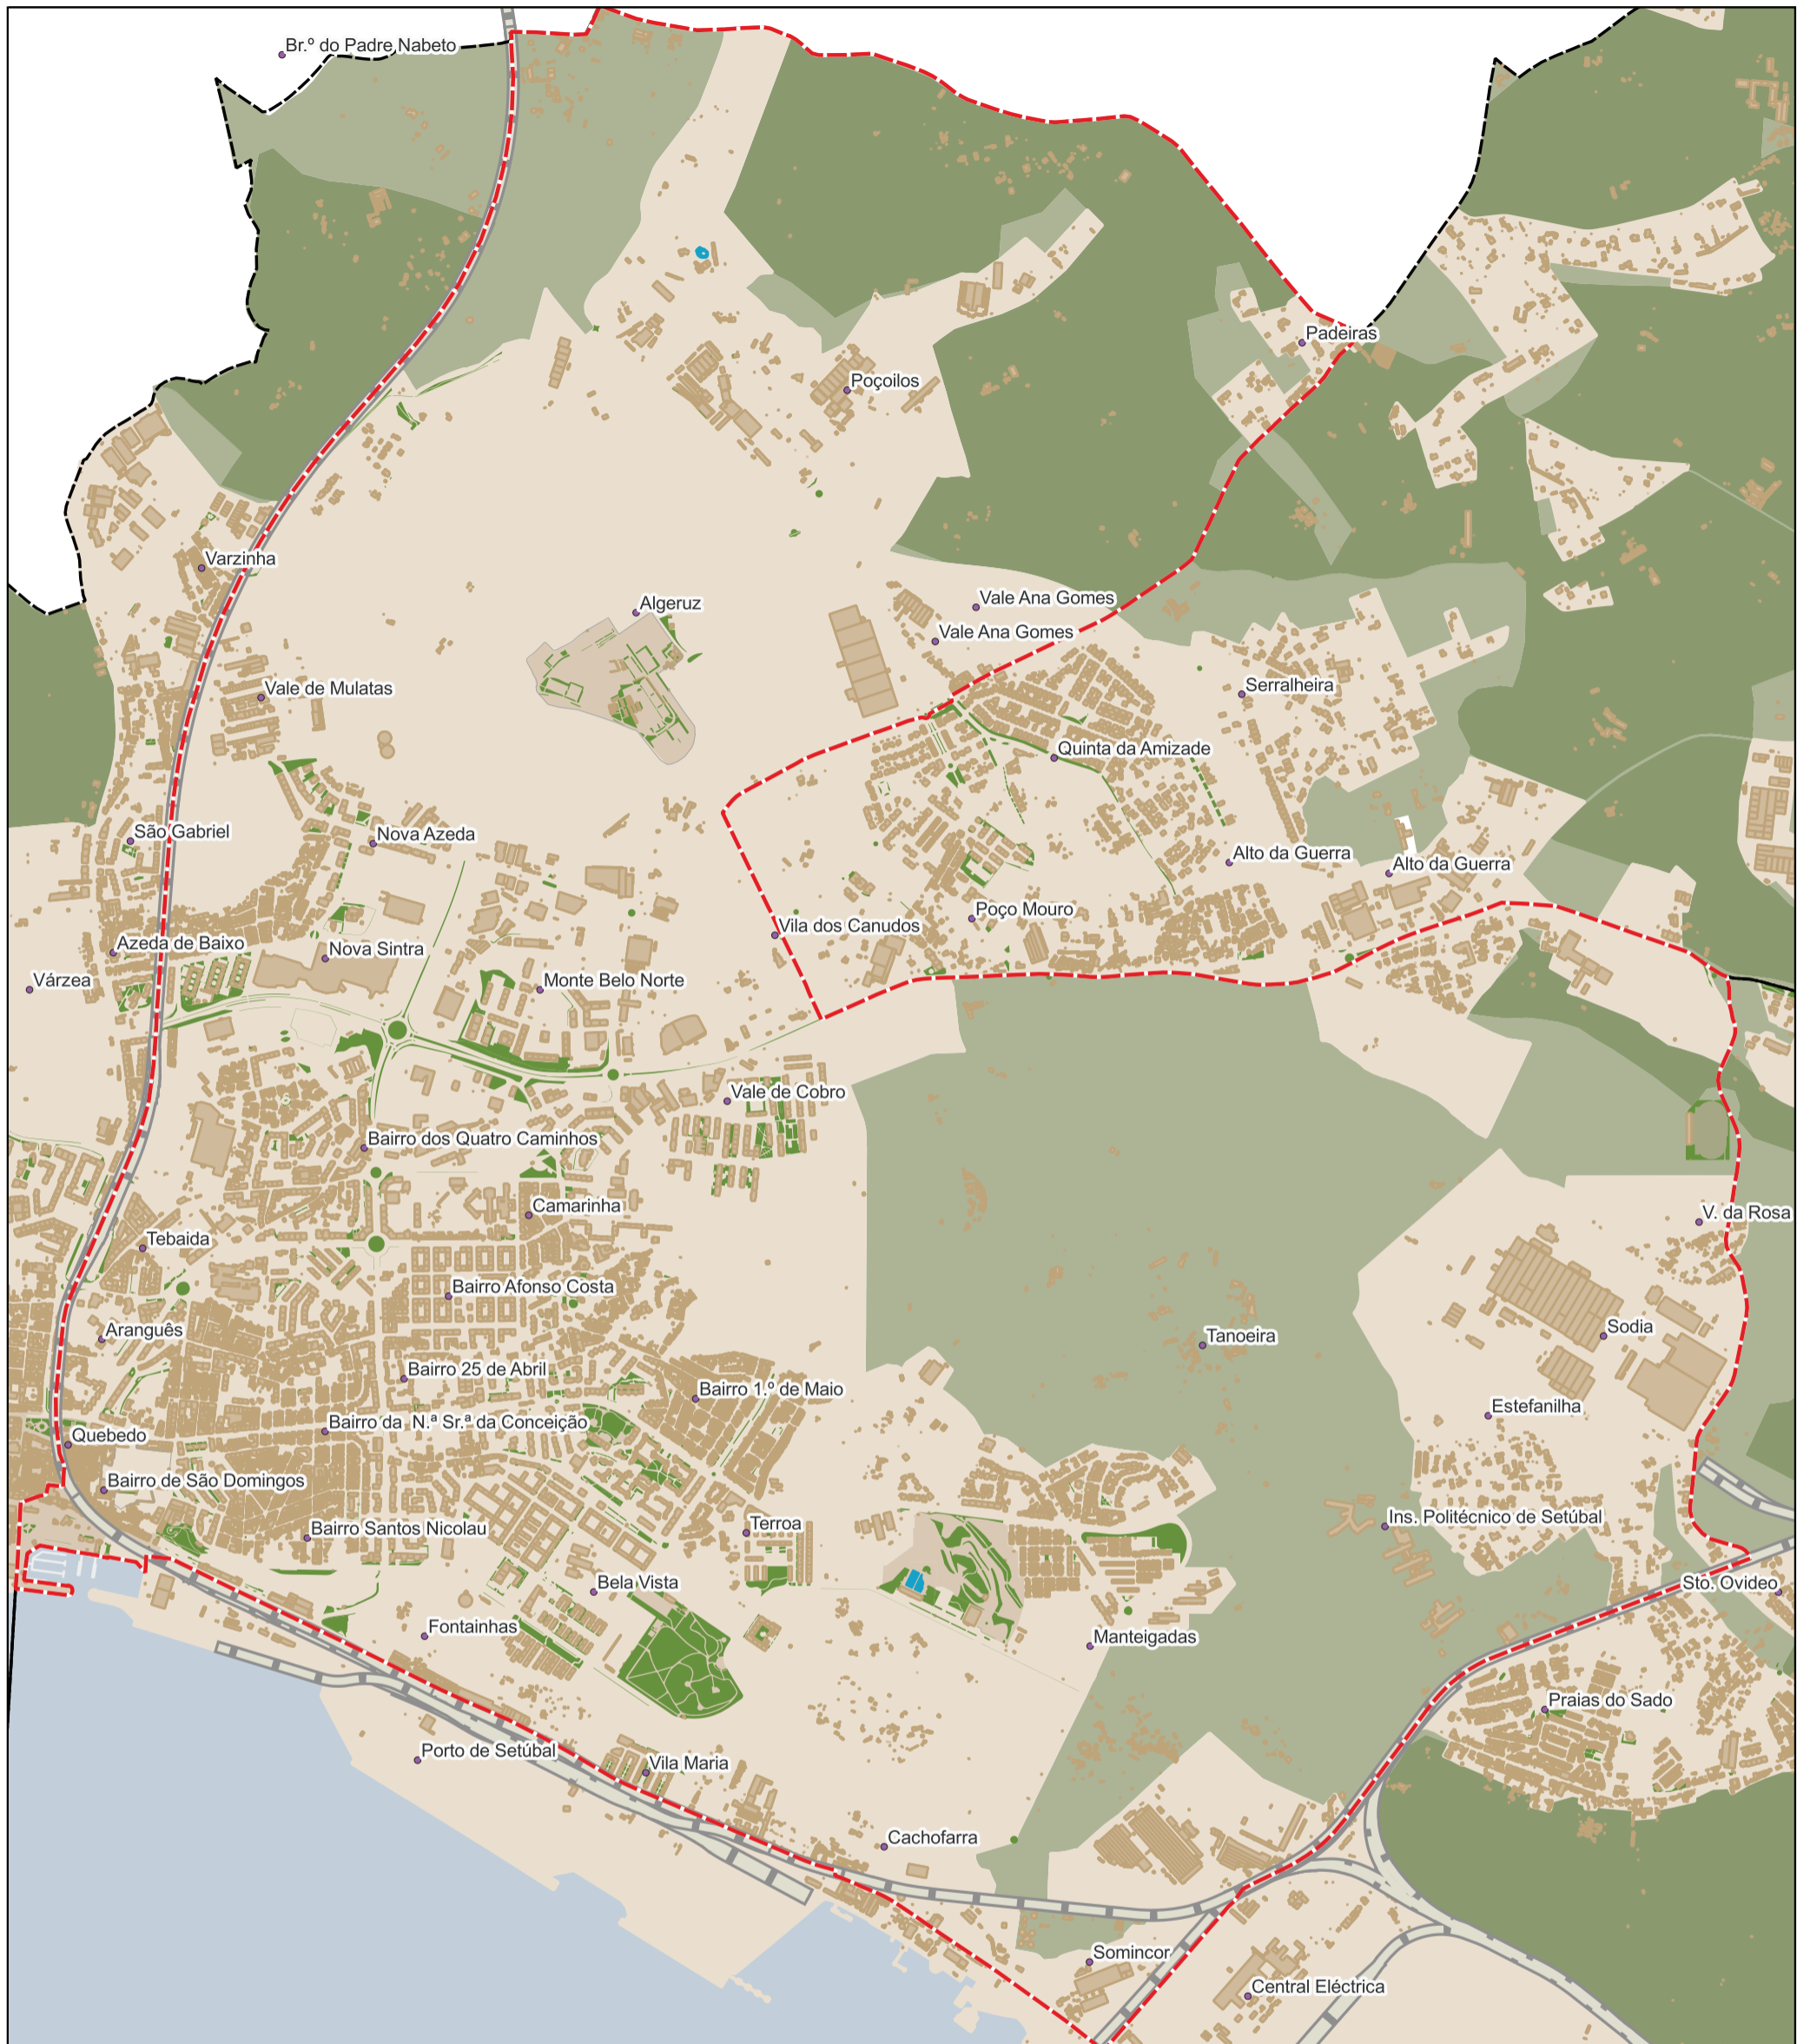 Br.º do Padre Nabeto
Padeiras
Poçoilos
Varzinha
Algeruz
Vale Ana Gomes
Vale Ana Gomes
Vale de Mulatas
Serralheira
Quinta da Amizade
São Gabriel
Nova Azeda
Alto da Guerra
Alto da Guerra
Poço Mouro
Vila dos Canudos
Azeda de Baixo
Nova Sintra
Várzea
Monte Belo Norte
Vale de Cobro
Bairro dos Quatro Caminhos
Camarinha
V. da Rosa
Tebaida
Bairro Afonso Costa
Sodia
Aranguês
Tanoeira
Bairro 25 de Abril
Bairro 1.º de Maio
Estefanilha
Bairro da N.ª Sr.ª da Conceição
Quebedo
Bairro de São Domingos
Ins. Politécnico de Setúbal
Terroa
Bairro Santos Nicolau
Bela Vista
Sto. Ovideo
Fontainhas
Manteigadas
Praias do Sado
Porto de Setúbal
Vila Maria
Cachofarra
Somincor
Central Eléctrica